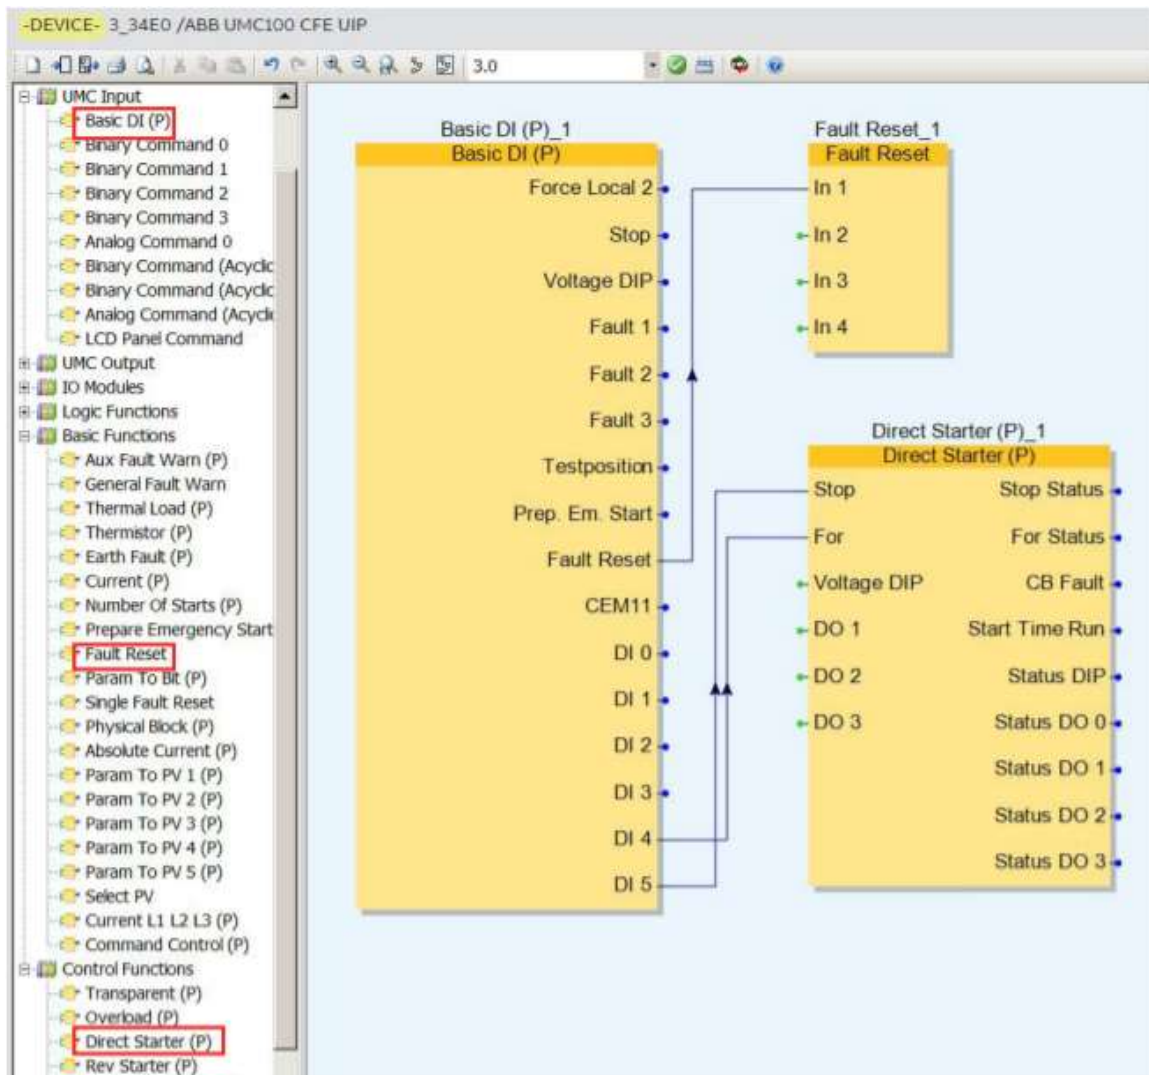 -DEVICE- 3_34E0 /ABB UMC100 CFE UIP
3.0
UMC Input
Basic DI (P)
Binary Command 0
Binary Command 1
Binary Command 2
Binary Command 3
Analog Command 0
Binary Command (Acyclic
Binary Command (Acyclic
Analog Command (Acyclic
LCD Panel Command
UMC Output
IO Modules
Logic Functions
Basic Functions
Aux Fault Warn (P)
General Fault Warn
Thermal Load (P)
Thermistor (P)
Earth Fault (P)
Current (P)
Number Of Starts (P)
Prepare Emergency Start
Fault Reset
Param To Bit (P)
Single Fault Reset
Physical Block (P)
Absolute Current (P)
Param To PV 1 (P)
Param To PV 2 (P)
Param To PV 3 (P)
Param To PV 4 (P)
Param To PV 5 (P)
Select PV
Current L1 L2 L3 (P)
Command Control (P)
Control Functions
Transparent (P)
Overload (P)
Direct Starter (P)
Rev Starter (P)
Basic DI (P)_1
Basic DI (P)
Force Local 2
Stop
Voltage DIP
Fault 1
Fault 2
Fault 3
Testposition
Prep. Em. Start
Fault Reset
CEM11
DI 0
DI 1
DI 2
DI 3
DI 4
DI 5
Fault Reset_1
Fault Reset
In 1
In 2
In 3
In 4
Direct Starter (P)_1
Direct Starter (P)
Stop Stop Status
For For Status
Voltage DIP CB Fault
DO 1 Start Time Run
DO 2 Status DIP
DO 3 Status DO 0
Status DO 1
Status DO 2
Status DO 3